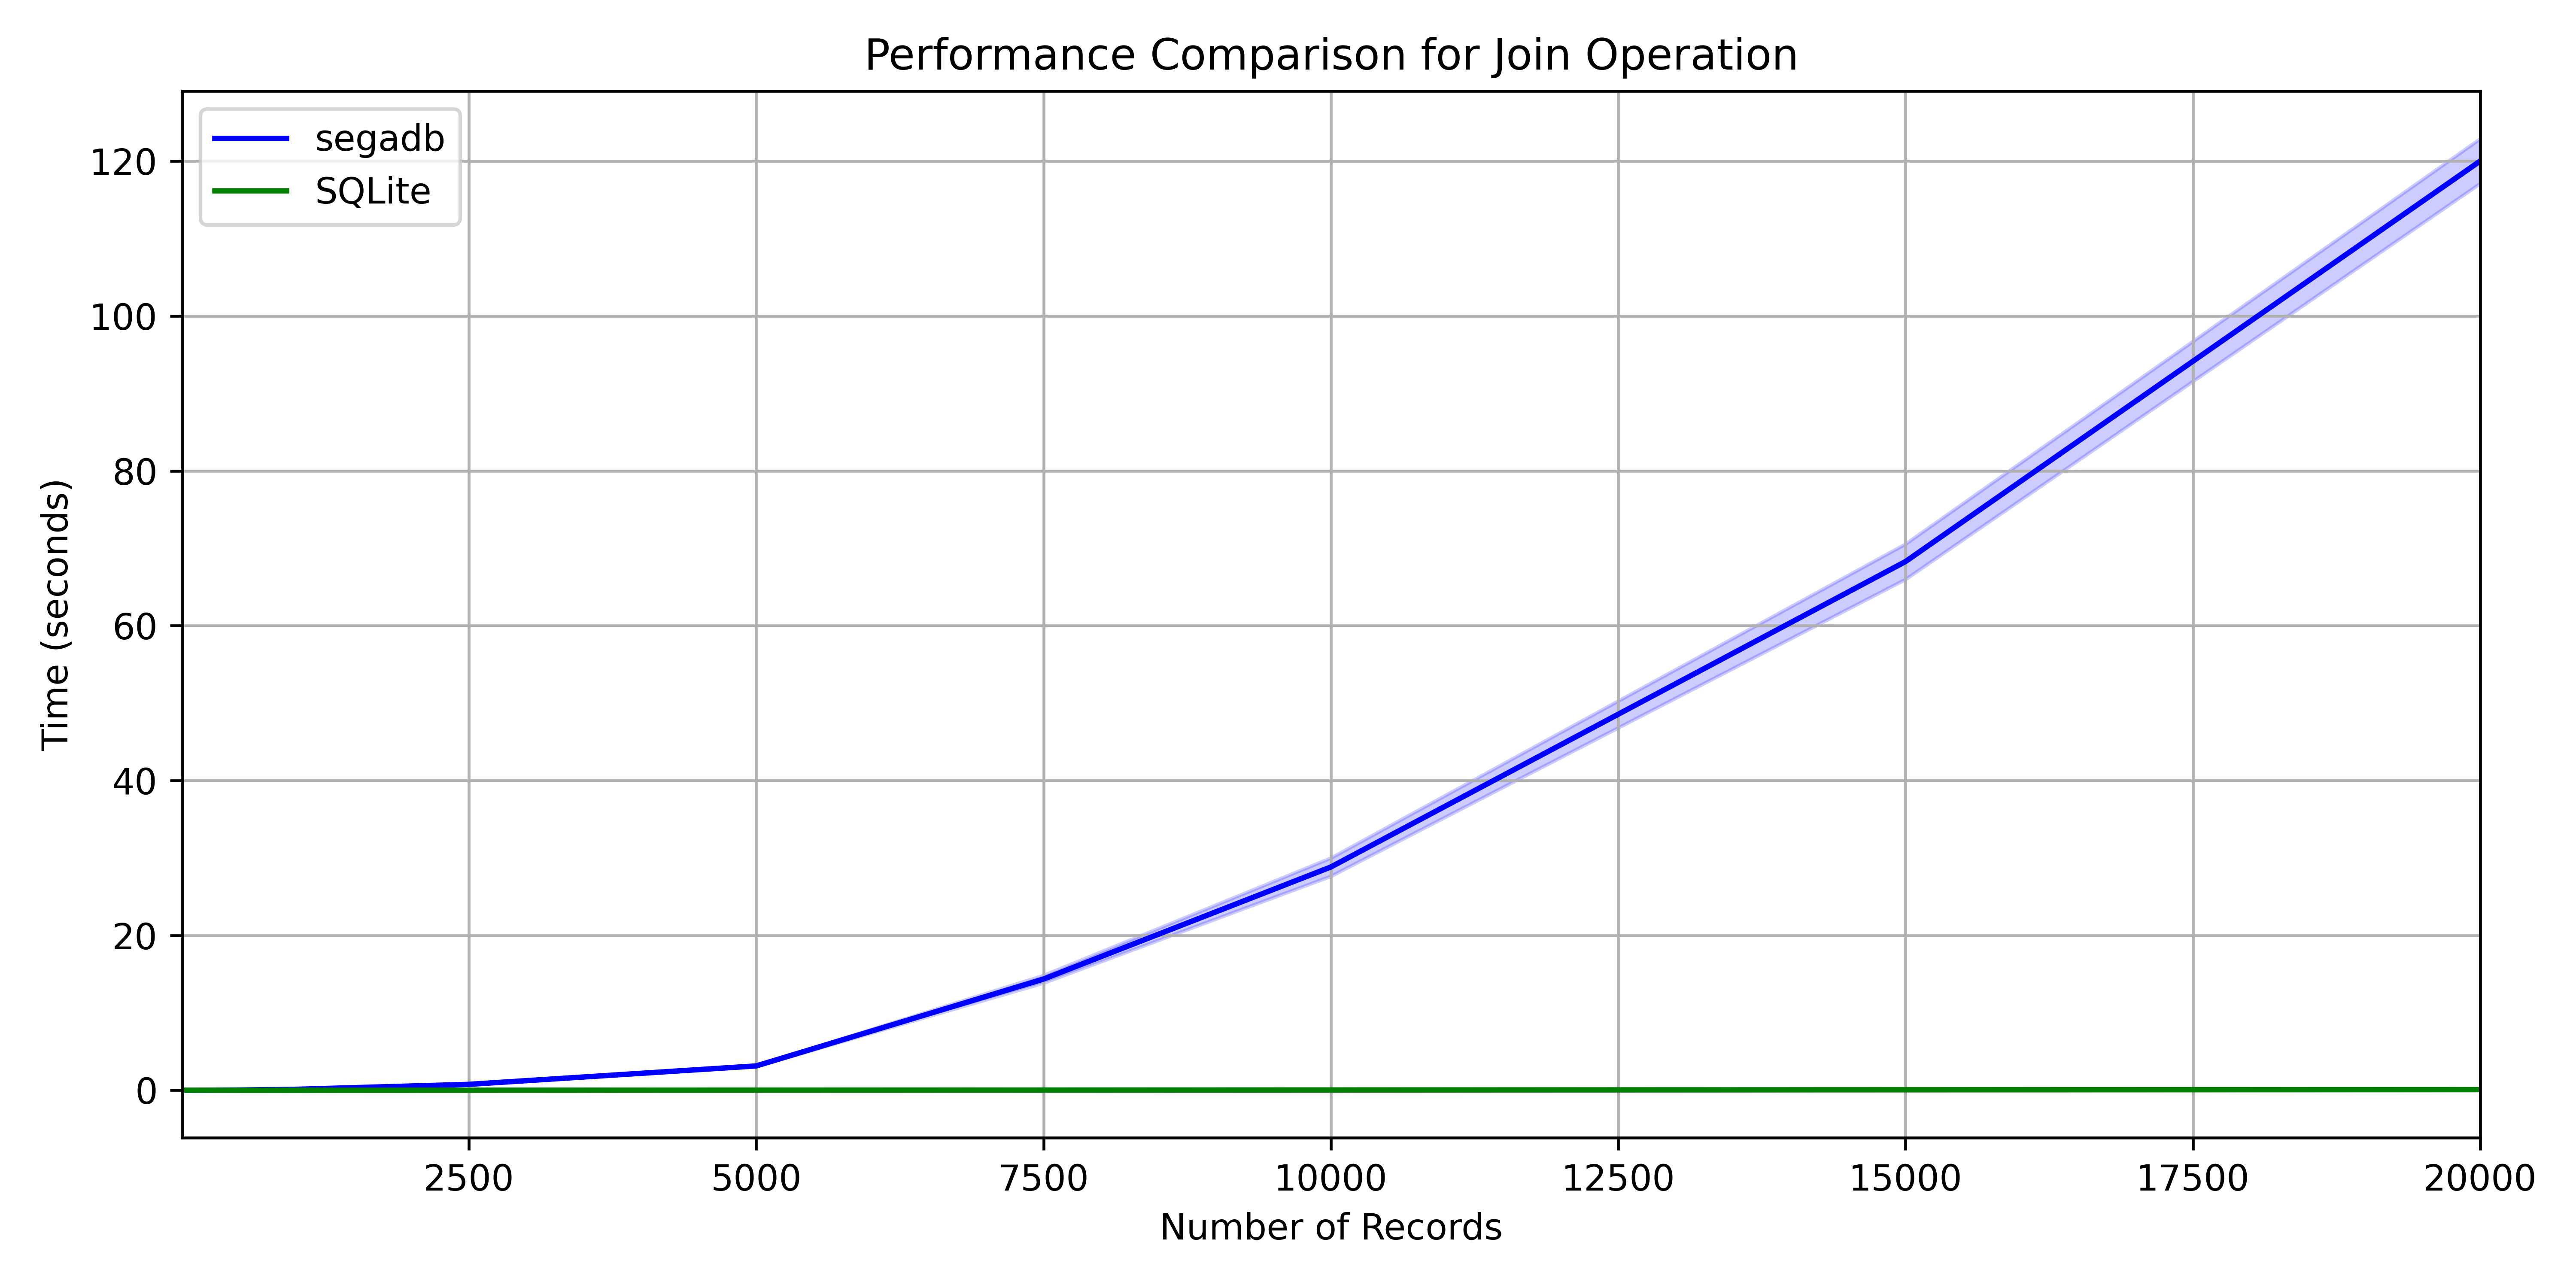 Performance Comparison for Join Operation
segadb
SQLite
120
100
80
60
40
20
0
Time (seconds)
2500 5000 7500 10000 12500 15000 17500 20000
Number of Records